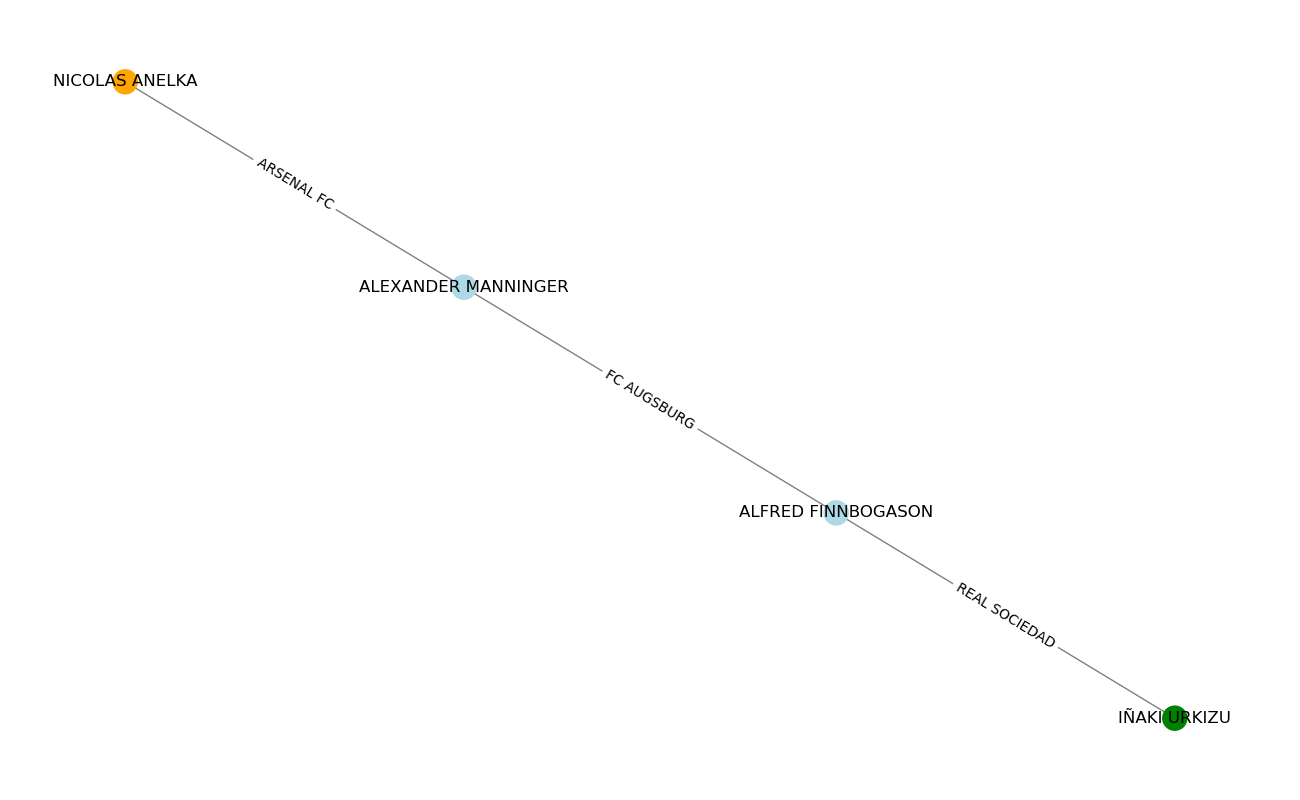 NICOLAS ANELKA
ARSENAL FC
ALEXANDER MANNINGER
FC AUGSBURG
ALFRED FINNBOGASON
REAL SOCIEDAD
IÑAKI URKIZU